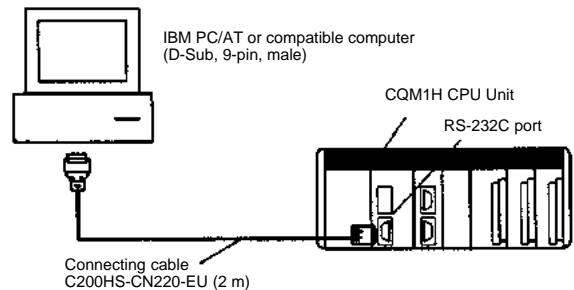 IBM PC/AT or compatible computer
(D-Sub, 9-pin, male)
CQM1H CPU Unit
RS-232C port
Connecting cable
C200HS-CN220-EU (2 m)